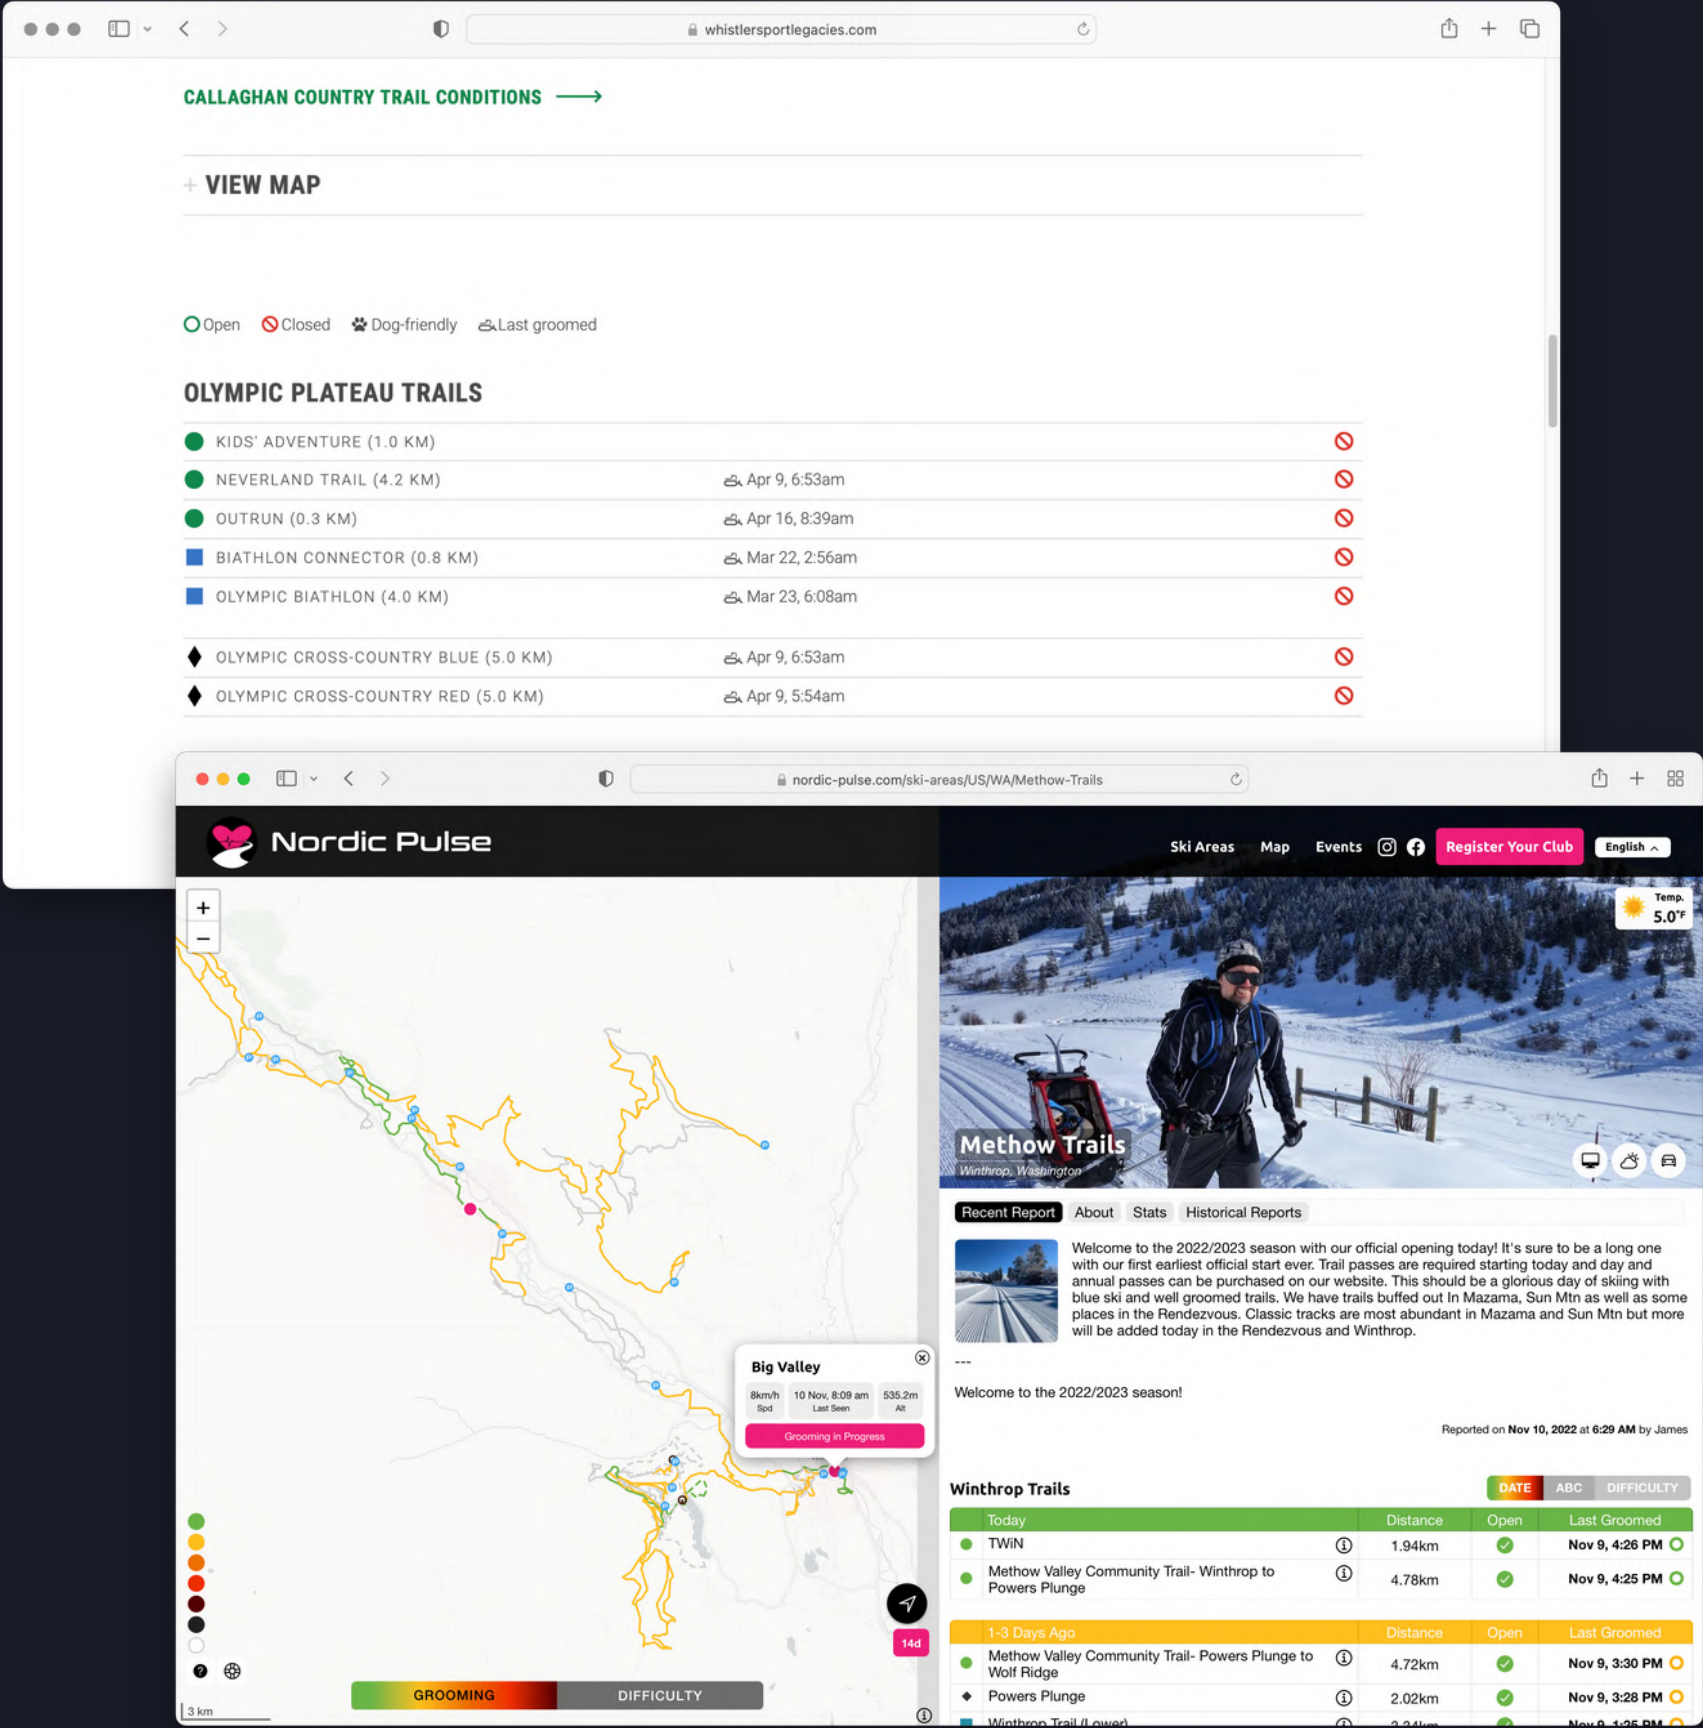 whistlersportlegacies.com
CALLAGHAN COUNTRY TRAIL CONDITIONS
+ VIEW MAP
Open Closed Dog-friendly Last groomed
OLYMPIC PLATEAU TRAILS
KIDS' ADVENTURE (1.0 KM)
NEVERLAND TRAIL (4.2 KM) Apr 9, 6:53am
OUTRUN (0.3 KM) Apr 16, 8:39am
BIATHLON CONNECTOR (0.8 KM) Mar 22, 2:56am
OLYMPIC BIATHLON (4.0 KM) Mar 23, 6:08am
OLYMPIC CROSS-COUNTRY BLUE (5.0 KM) Apr 9, 6:53am
OLYMPIC CROSS-COUNTRY RED (5.0 KM) Apr 9, 5:54am
nordic-pulse.com/ski-areas/US/WA/Methow-Trails
Nordic Pulse
Ski Areas Map Events Register Your Club English
+
−
Big Valley
8km/h 10 Nov, 8:09 am 535.2m
Spd Last Seen Alt
Grooming in Progress
14d
GROOMING DIFFICULTY
3 km
Temp.
5.0°F
Methow Trails
Winthrop, Washington
Recent Report About Stats Historical Reports
Welcome to the 2022/2023 season with our official opening today! It's sure to be a long one
with our first earliest official start ever. Trail passes are required starting today and day and
annual passes can be purchased on our website. This should be a glorious day of skiing with
blue ski and well groomed trails. We have trails buffed out In Mazama, Sun Mtn as well as some
places in the Rendezvous. Classic tracks are most abundant in Mazama and Sun Mtn but more
will be added today in the Rendezvous and Winthrop.
---
Welcome to the 2022/2023 season!
Reported on Nov 10, 2022 at 6:29 AM by James
Winthrop Trails DATE ABC DIFFICULTY
Today Distance Open Last Groomed
TWiN 1.94km Nov 9, 4:26 PM
Methow Valley Community Trail- Winthrop to
Powers Plunge 4.78km Nov 9, 4:25 PM
1-3 Days Ago Distance Open Last Groomed
Methow Valley Community Trail- Powers Plunge to
Wolf Ridge 4.72km Nov 9, 3:30 PM
Powers Plunge 2.02km Nov 9, 3:28 PM
Winthrop Trail (Lower)